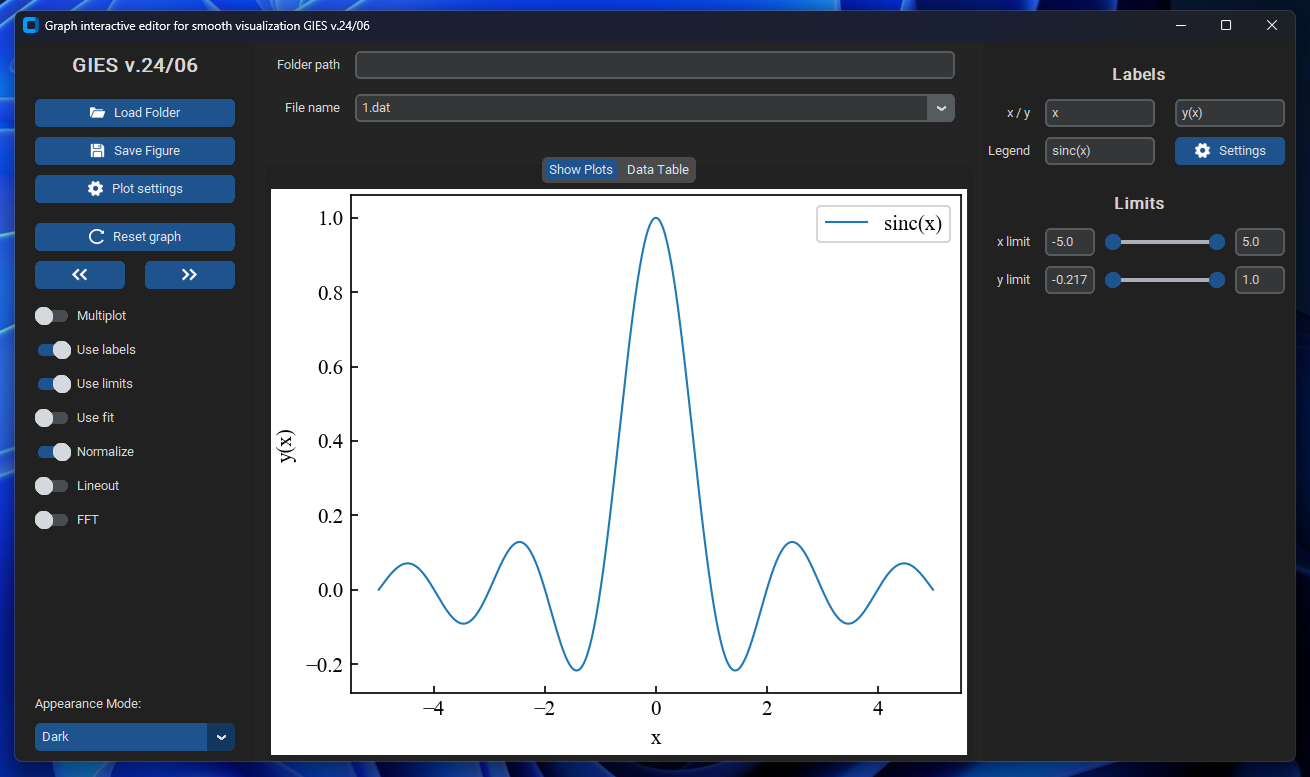 Graph interactive editor for smooth visualization GIES v.24/06
GIES v.24/06
Load Folder
Save Figure
Plot settings
Reset graph
Multiplot
Use labels
Use limits
Use fit
Normalize
Lineout
FFT
Appearance Mode:
Dark
Folder path
File name 1.dat
Show Plots Data Table
sinc(x)
1.0
0.8
0.6
0.4
0.2
0.0
−0.2
y(x)
−4 −2 0 2 4
x
Labels
x / y x y(x)
Legend sinc(x) Settings
Limits
x limit -5.0 5.0
y limit -0.217 1.0